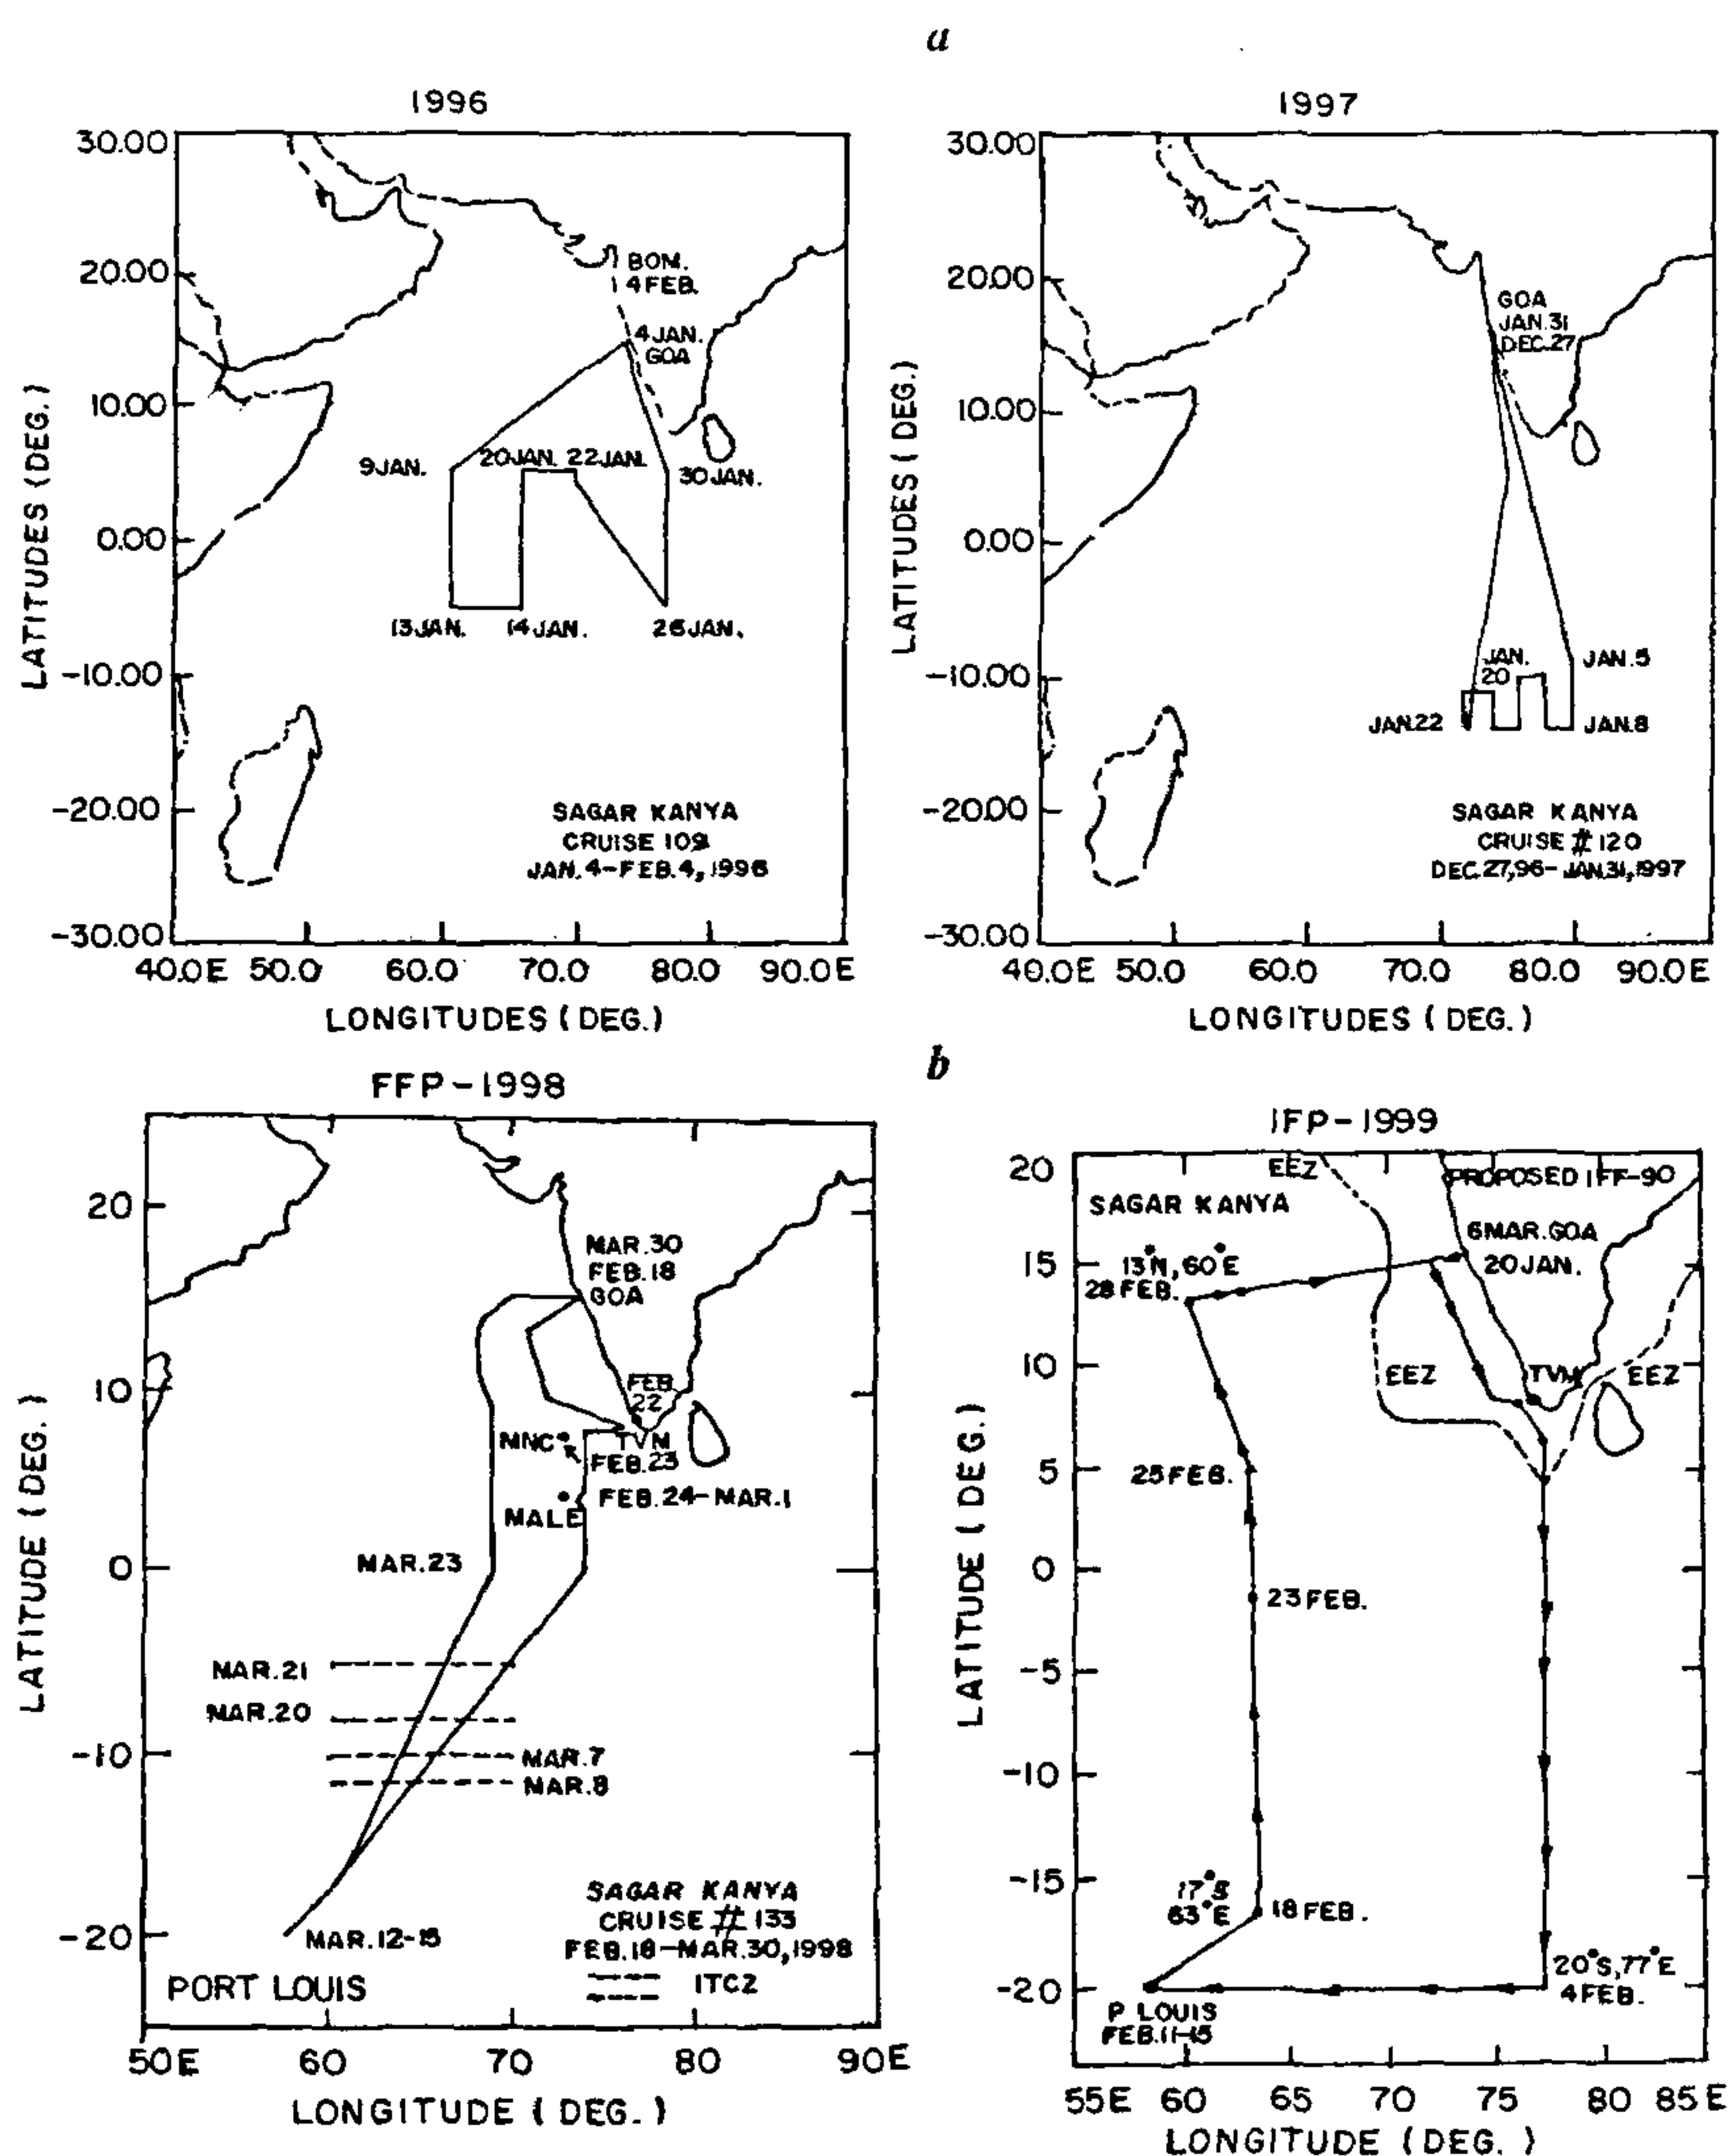 a
1996
30.00
20.00
10.00
0.00
-10.00
-20.00
-30.00
LATITUDES (DEG.)
BOM.
4 FEB.
4 JAN.
GOA
9 JAN.
20 JAN. 22 JAN.
30 JAN.
13 JAN. 14 JAN. 26 JAN.
SAGAR KANYA
CRUISE 109
JAN. 4-FEB. 4, 1996
40.0E 50.0 60.0 70.0 80.0 90.0E
LONGITUDES (DEG.)
1997
30.00
20.00
10.00
0.00
-10.00
-20.00
-30.00
LATITUDES (DEG.)
GOA
JAN. 31
DEC. 27
JAN.
20
JAN. 5
JAN. 22
JAN. 8
SAGAR KANYA
CRUISE # 120
DEC. 27, 96- JAN. 31, 1997
40.0E 50.0 60.0 70.0 80.0 90.0E
LONGITUDES (DEG.)
b
FFP-1998
20
10
0
-10
-20
LATITUDE (DEG.)
MAR. 30
FEB. 18
GOA
FEB
22
MNC
TVM
FEB. 23
FEB. 24- MAR. 1
MALE
MAR. 23
MAR. 21
MAR. 20
MAR. 7
MAR. 8
MAR. 12-15
PORT LOUIS
SAGAR KANYA
CRUISE # 133
FEB. 18-MAR. 30, 1998
ITCZ
50E 60 70 80 90E
LONGITUDE (DEG.)
IFP-1999
20
15
10
5
0
-5
-10
-15
-20
LATITUDE (DEG.)
EEZ
PROPOSED IFF-90
SAGAR KANYA
6 MAR. GOA
20 JAN.
13°N, 60°E
28 FEB.
TVM
EEZ
EEZ
25 FEB.
23 FEB.
17°S
63°E
18 FEB.
20°S, 77°E
4 FEB.
P LOUIS
FEB. 11-15
55E 60 65 70 75 80 85E
LONGITUDE (DEG.)